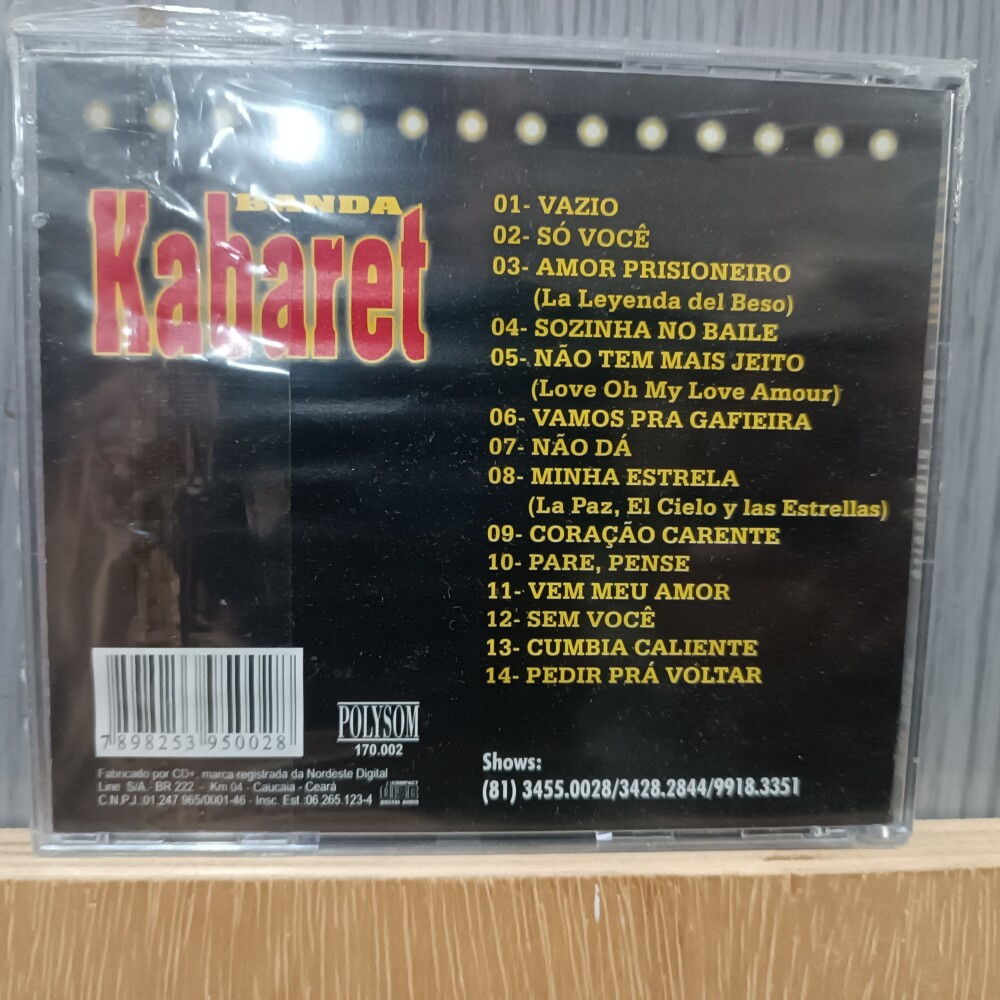 BANDA
Kabaret
01- VAZIO
02- SÓ VOCÊ
03- AMOR PRISIONEIRO
(La Leyenda del Beso)
04- SOZINHA NO BAILE
05- NÃO TEM MAIS JEITO
(Love Oh My Love Amour)
06- VAMOS PRA GAFIEIRA
07- NÃO DÁ
08- MINHA ESTRELA
(La Paz, El Cielo y las Estrellas)
09- CORAÇÃO CARENTE
10- PARE, PENSE
11- VEM MEU AMOR
12- SEM VOCÊ
13- CUMBIA CALIENTE
14- PEDIR PRÁ VOLTAR
7 898253 950028
POLYSOM
170.002
Fabricado por CD+, marca registrada da Nordeste Digital
Line S/A.- BR 222 - Km 04 - Caucaia - Ceará
C.N.P.J.:01 247 965/0001-46 - Insc. Est.:06 265.123-4
COMPACT
disc
DIGITAL AUDIO
Shows:
(81) 3455.0028/3428.2844/9918.3351